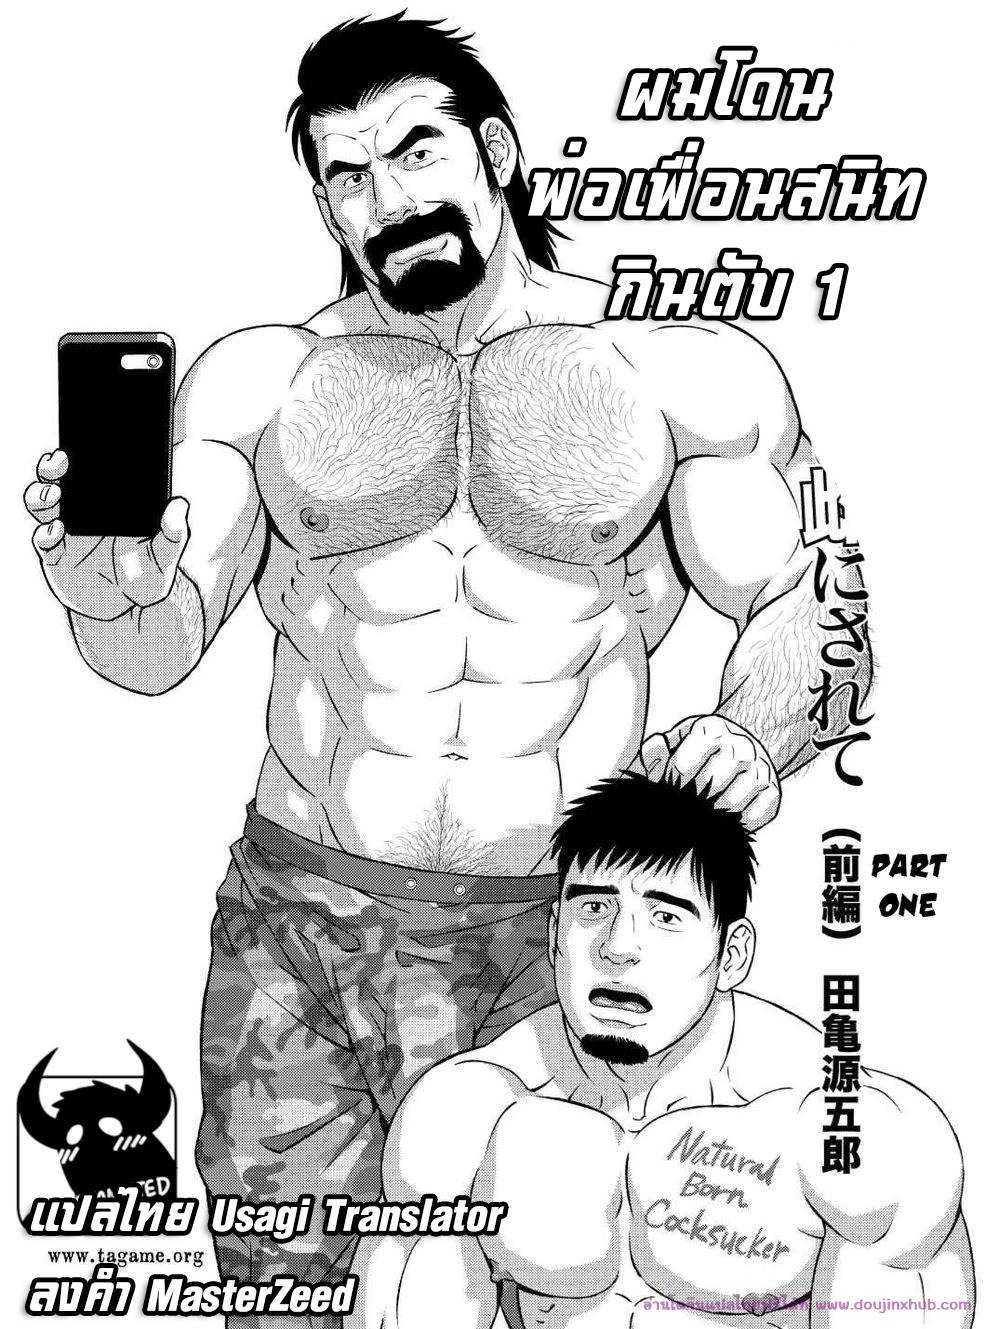 ผมโดน
พ่อเพื่อนสนิท
กินตับ 1
にされて
（前編）
PART
ONE
田亀源五郎
Natural
Born
Cocksucker
แปลไทย Usagi Translator
www.tagame.org
ลงคำ MasterZeed
www.doujinxhub.com